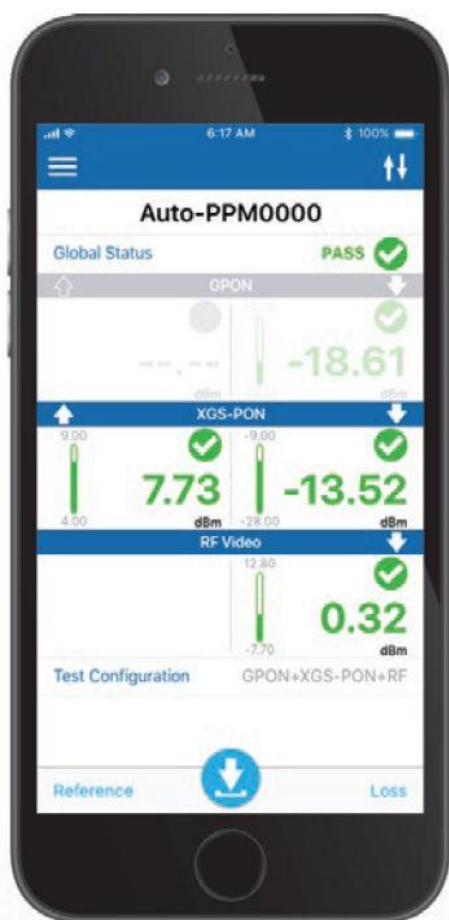 6:17 AM 100%
Auto-PPM0000
Global Status PASS
GPON
--.-- -18.61
dBm dBm
XGS-PON
9.00 -9.00
7.73 -13.52
4.00 dBm -28.00 dBm
RF Video
12.80
0.32
-7.70 dBm
Test Configuration GPON+XGS-PON+RF
Reference Loss